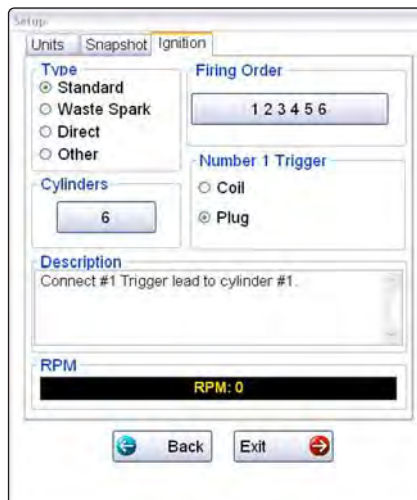 Setup
Units Snapshot Ignition
Type
Standard
Waste Spark
Direct
Other
Firing Order
1 2 3 4 5 6
Number 1 Trigger
Coil
Plug
Cylinders
6
Description
Connect #1 Trigger lead to cylinder #1.
RPM
RPM: 0
Back Exit